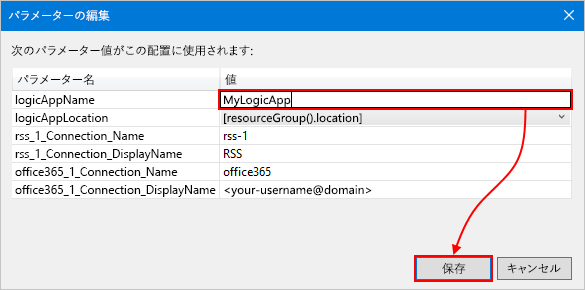 パラメーターの編集
次のパラメーター値がこの配置に使用されます:
パラメーター名 値
logicAppName MyLogicApp
logicAppLocation [resourceGroup().location]
rss_1_Connection_Name rss-1
rss_1_Connection_DisplayName RSS
office365_1_Connection_Name office365
office365_1_Connection_DisplayName <your-username@domain>
保存 キャンセル